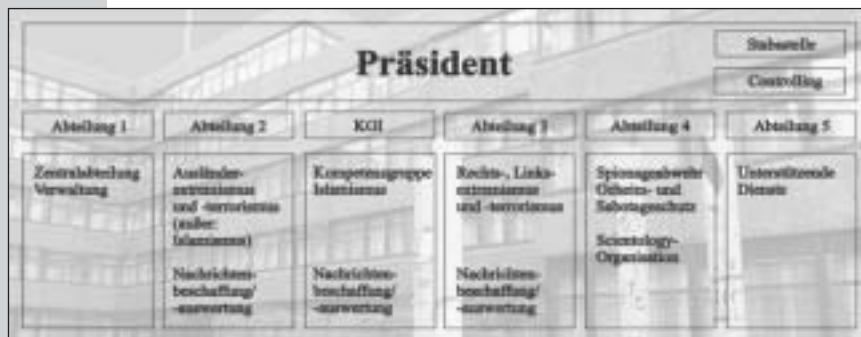 Präsident
Stabsstelle
Controlling
Abteilung 1
Abteilung 2
KGI
Abteilung 3
Abteilung 4
Abteilung 5
Zentralabteilung
Verwaltung
Ausländer-
extremismus
und -terrorismus
(außer:
Islamismus)
Nachrichten-
beschaffung/
-auswertung
Kompetenzgruppe
Islamismus
Nachrichten-
beschaffung/
-auswertung
Rechts-, Links-
extremismus
und -terrorismus
Nachrichten-
beschaffung/
-auswertung
Spionageabwehr
Geheim- und
Sabotageschutz
Scientology-
Organisation
Unterstützende
Dienste